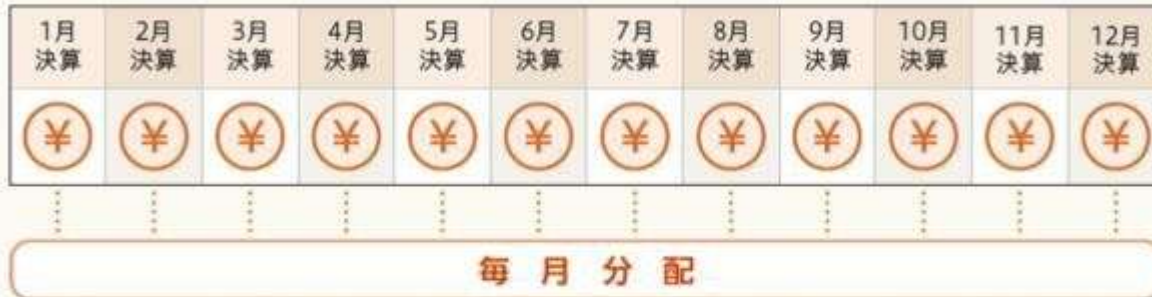 1月 2月 3月 4月 5月 6月 7月 8月 9月 10月 11月 12月
決算 決算 決算 決算 決算 決算 決算 決算 決算 決算 決算 決算
¥ ¥ ¥ ¥ ¥ ¥ ¥ ¥ ¥ ¥ ¥ ¥
毎月分配